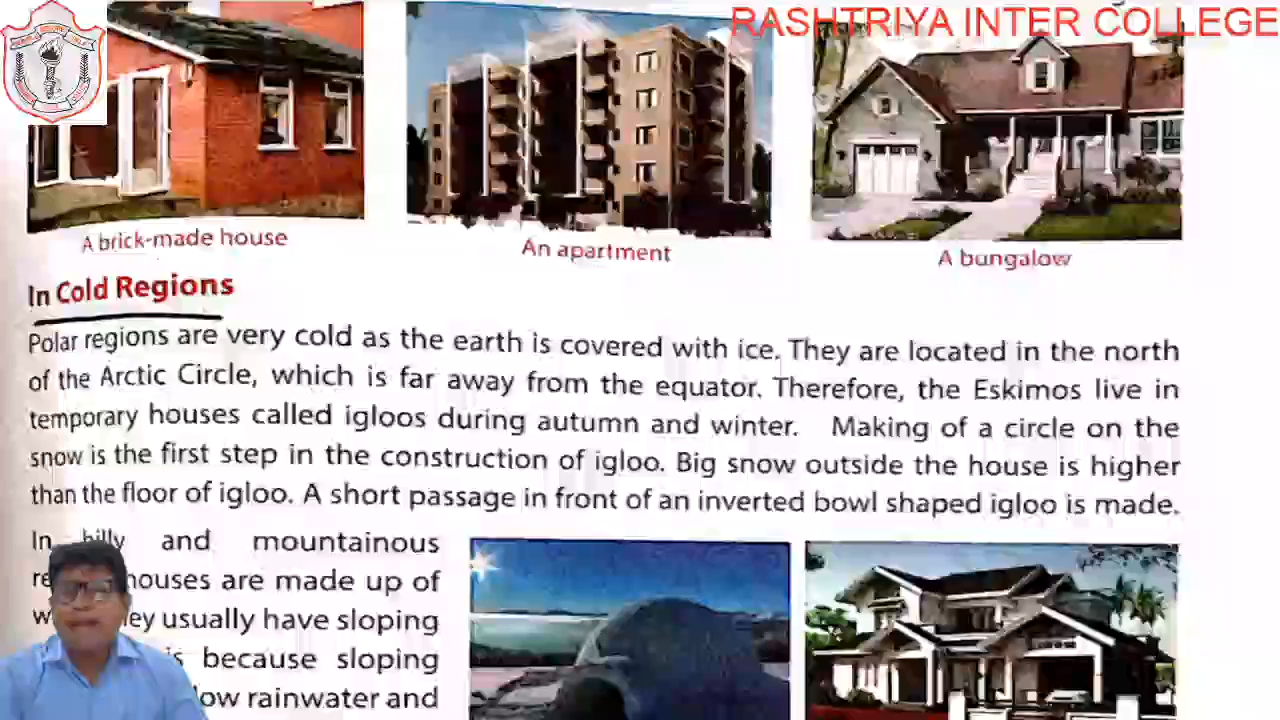 RASHTRIYA INTER COLLEGE
A brick-made house
An apartment
A bungalow
In Cold Regions
Polar regions are very cold as the earth is covered with ice. They are located in the north
of the Arctic Circle, which is far away from the equator. Therefore, the Eskimos live in
temporary houses called igloos during autumn and winter. Making of a circle on the
snow is the first step in the construction of igloo. Big snow outside the house is higher
than the floor of igloo. A short passage in front of an inverted bowl shaped igloo is made.
In hilly and mountainous
houses are made up of
usually have sloping
because sloping
rainwater and